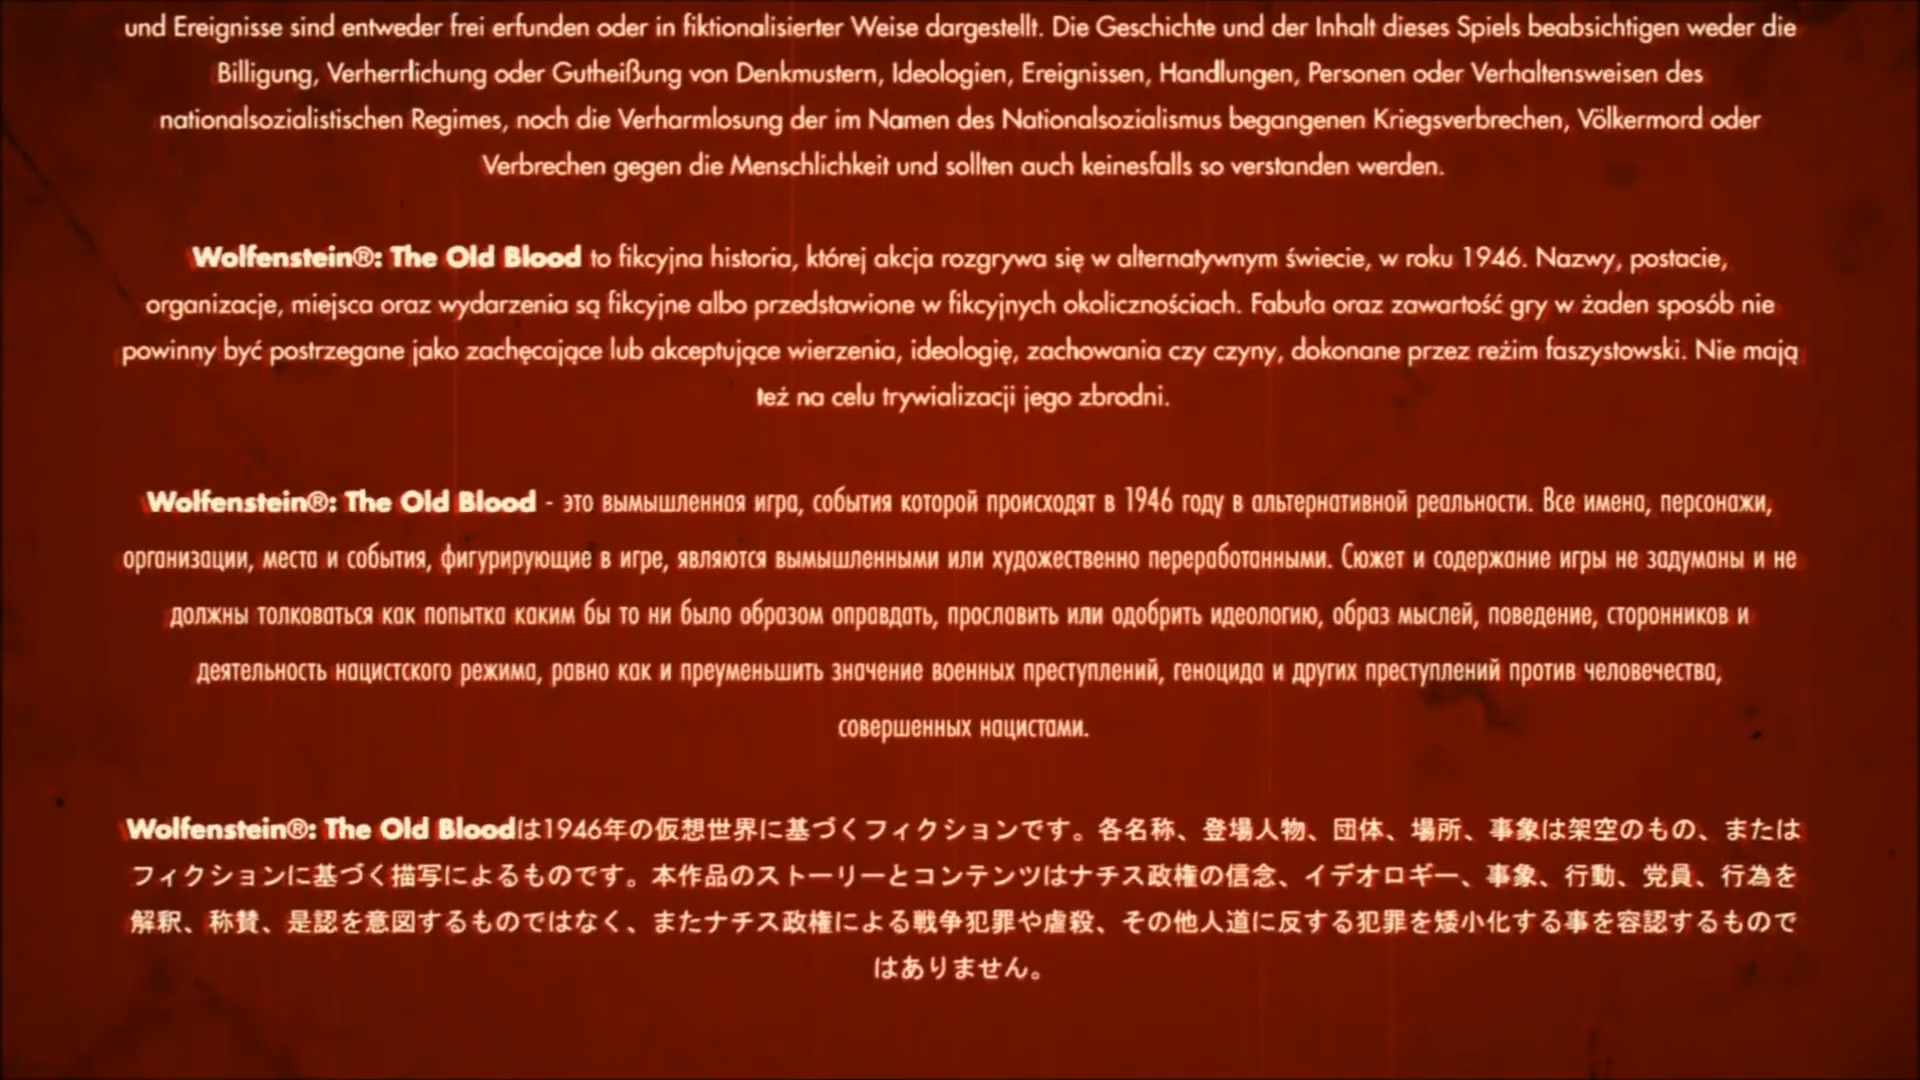 und Ereignisse sind entweder frei erfunden oder in fiktionalisierter Weise dargestellt. Die Geschichte und der Inhalt dieses Spiels beabsichtigen weder die
Billigung, Verherrlichung oder Gutheißung von Denkmustern, Ideologien, Ereignissen, Handlungen, Personen oder Verhaltensweisen des
nationalsozialistischen Regimes, noch die Verharmlosung der im Namen des Nationalsozialismus begangenen Kriegsverbrechen, Völkermord oder
Verbrechen gegen die Menschlichkeit und sollten auch keinesfalls so verstanden werden.
Wolfenstein®: The Old Blood to fikcyjna historia, której akcja rozgrywa się w alternatywnym świecie, w roku 1946. Nazwy, postacie,
organizacje, miejsca oraz wydarzenia są fikcyjne albo przedstawione w fikcyjnych okolicznościach. Fabuła oraz zawartość gry w żaden sposób nie
powinny być postrzegane jako zachęcające lub akceptujące wierzenia, ideologię, zachowania czy czyny, dokonane przez reżim faszystowski. Nie mają
też na celu trywializacji jego zbrodni.
Wolfenstein®: The Old Blood - это вымышленная игра, события которой происходят в 1946 году в альтернативной реальности. Все имена, персонажи,
организации, места и события, фигурирующие в игре, являются вымышленными или художественно переработанными. Сюжет и содержание игры не задуманы и не
должны толковаться как попытка каким бы то ни было образом оправдать, прославить или одобрить идеологию, образ мыслей, поведение, сторонников и
деятельность нацистского режима, равно как и преуменьшить значение военных преступлений, геноцида и других преступлений против человечества,
совершенных нацистами.
Wolfenstein®: The Old Bloodは1946年の仮想世界に基づくフィクションです。各名称、登場人物、団体、場所、事象は架空のもの、または
フィクションに基づく描写によるものです。本作品のストーリーとコンテンツはナチス政権の信念、イデオロギー、事象、行動、党員、行為を
解釈、称賛、是認を意図するものではなく、またナチス政権による戦争犯罪や虐殺、その他人道に反する犯罪を矮小化する事を容認するもので
はありません。